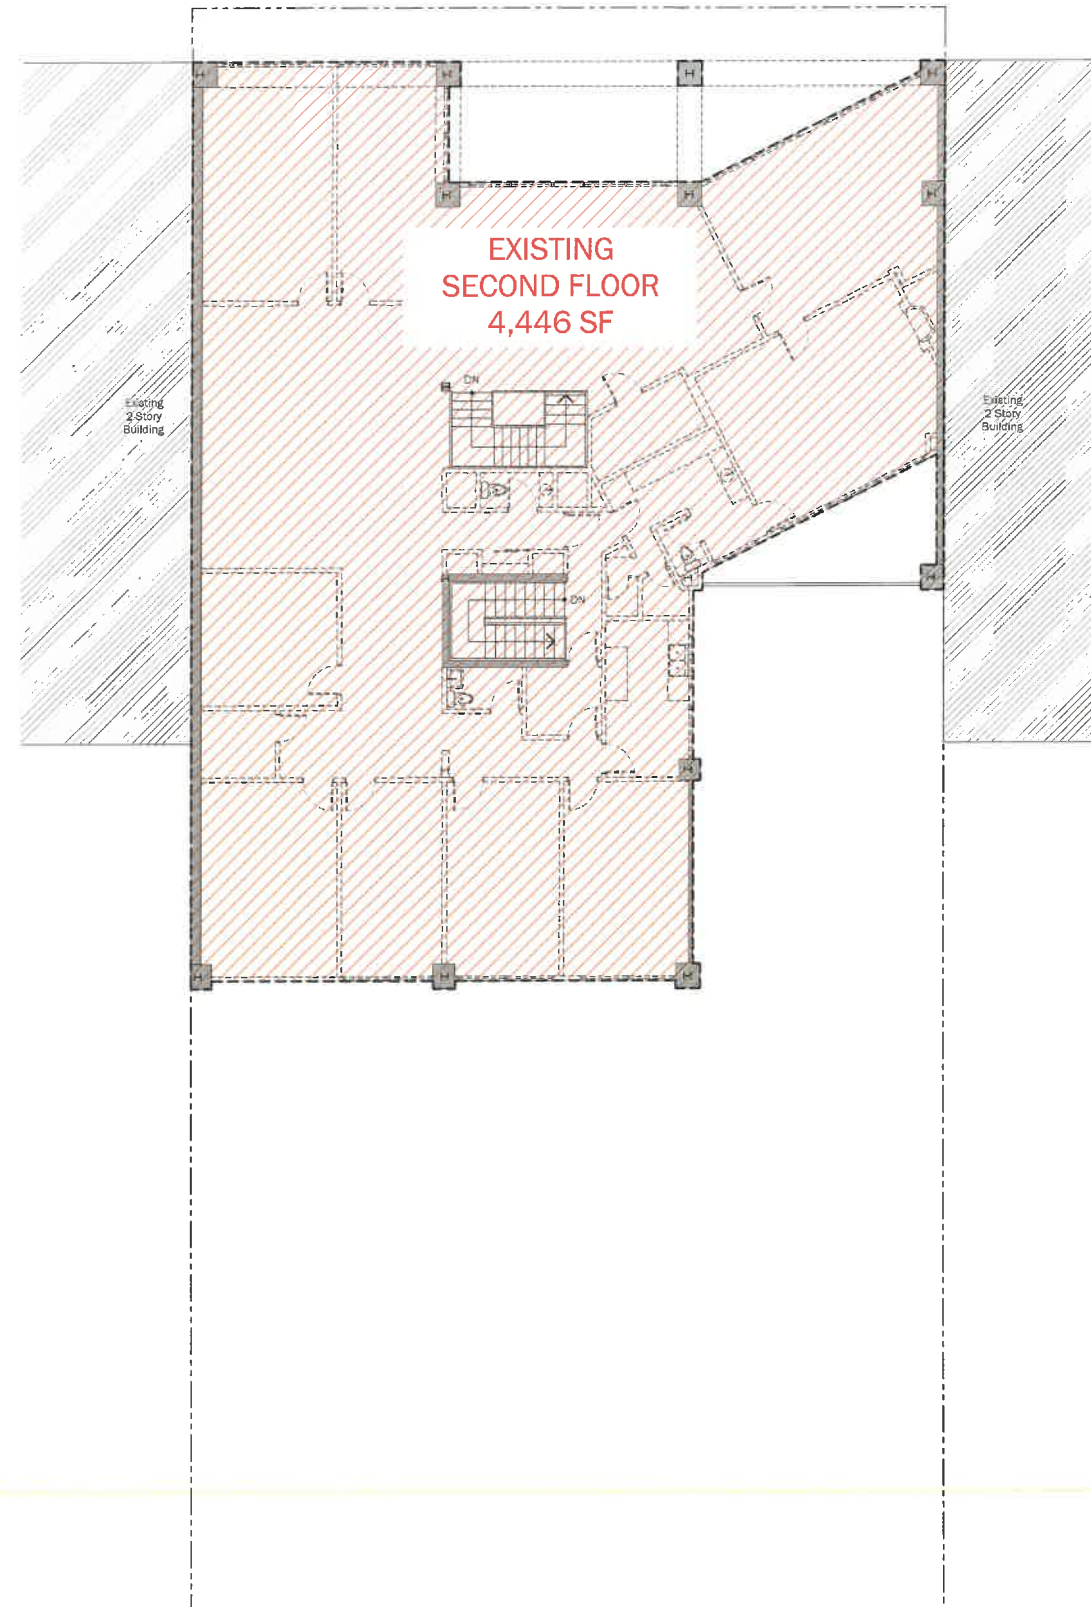 EXISTING
SECOND FLOOR
4,446 SF
DN
Existing
2 Story
Building
Existing
2 Story
Building
DN
H
H
H
H
H
H
H
H
H
H
H
H